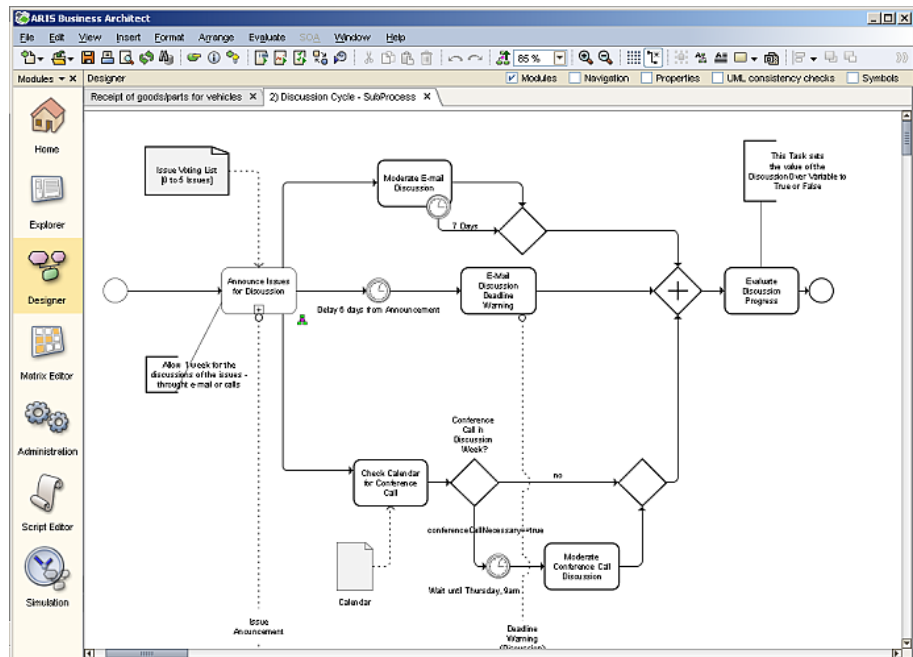 ARIS Business Architect
File Edit View Insert Format Arrange Evaluate SOA Window Help
85 %
Modules Designer Modules Navigation Properties UML consistency checks Symbols
Receipt of goods/parts for vehicles 2) Discussion Cycle - SubProcess
Home
Explorer
Designer
Matrix Editor
Administration
Script Editor
Simulation
Issue Voting List
[0 to 5 Issues]
Moderate E-mail
Discussion
7 Days
This Task sets
the value of the
Discussion Over Variable to
True or False
Announce Issues
for Discussion
Delay 6 days from Announcement
E-Mail
Discussion
Deadline
Warning
Evaluate
Discussion
Progress
Allow 1 week for the
discussions of the issues -
throught e-mail or calls
Conference
Call in
Discussion
Week?
Check Calendar
for Conference
Call
no
conferenceCallNecessary==true
Calendar
Wait until Thursday, 9am
Moderate
Conference Call
Discussion
Issue
Anouncement
Deadline
Warning
(Discussion)